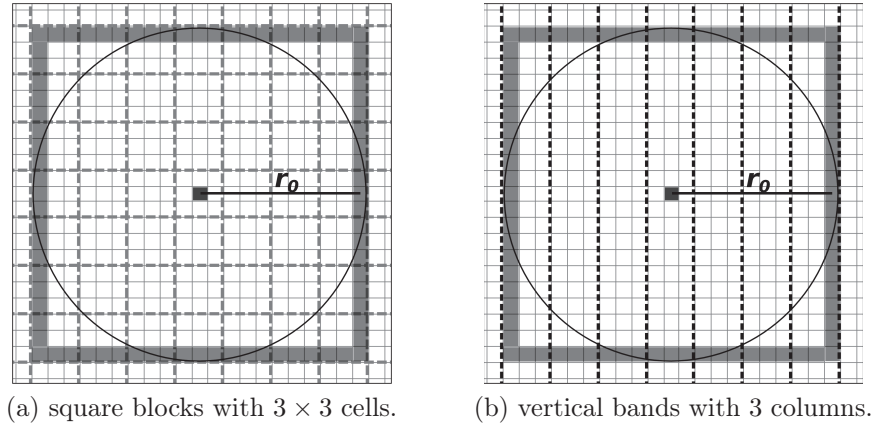 r0
r0
(a) square blocks with 3 × 3 cells.
(b) vertical bands with 3 columns.